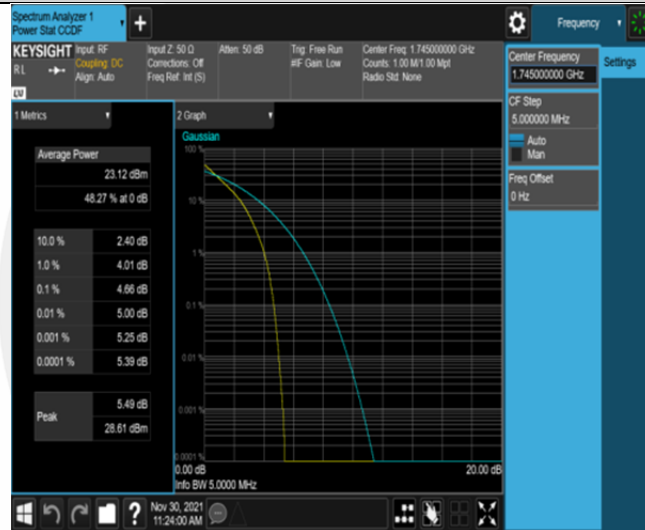 Spectrum Analyzer 1
Power Stat CCDF
+
Frequency
KEYSIGHT
Input: RF
Coupling: DC
Align: Auto
Input Z: 50 Ω
Corrections: Off
Freq Ref: Int (S)
Atten: 50 dB
Trig: Free Run
#IF Gain: Low
Center Freq: 1.745000000 GHz
Counts: 1.00 M/1.00 Mpt
Radio Std: None
R L
LXI
Center Frequency
1.745000000 GHz
Settings
CF Step
5.000000 MHz
Auto
Man
Freq Offset
0 Hz
1 Metrics
Average Power
23.12 dBm
48.27 % at 0 dB
10.0 % 2.40 dB
1.0 % 4.01 dB
0.1 % 4.66 dB
0.01 % 5.00 dB
0.001 % 5.25 dB
0.0001 % 5.39 dB
Peak
5.49 dB
28.61 dBm
2 Graph
Gaussian
100 %
10 %
1 %
0.1 %
0.01 %
0.001 %
0.0001 %
0.00 dB 20.00 dB
Info BW 5.0000 MHz
?
Nov 30, 2021
11:24:00 AM